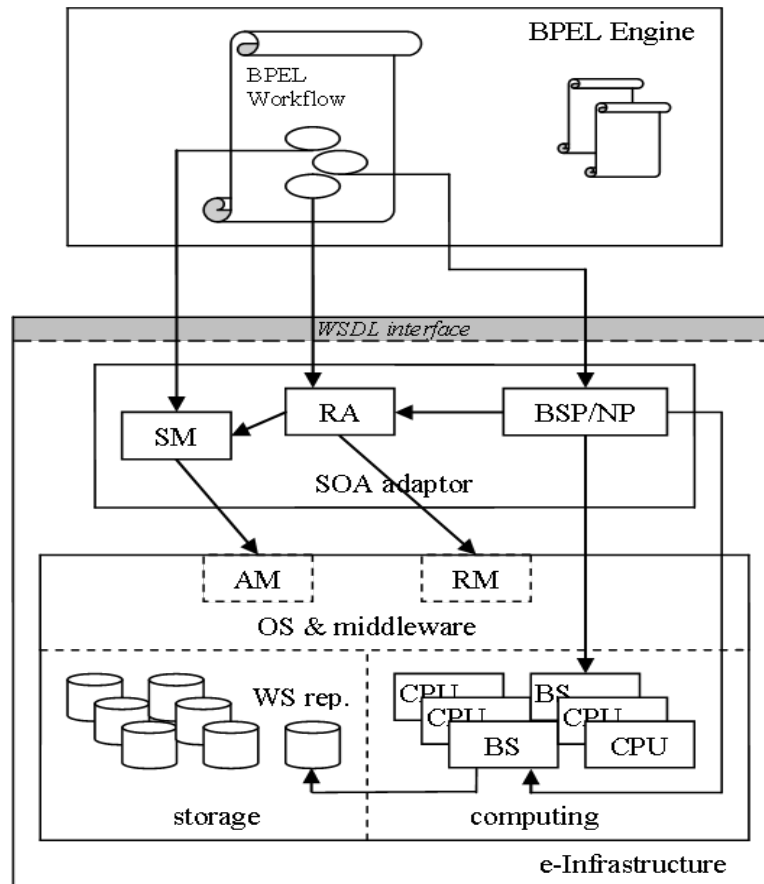 BPEL Engine
BPEL
Workflow
WSDL interface
RA
BSP/NP
SM
SOA adaptor
AM
RM
OS & middleware
WS rep.
CPU
BS
CPU
CPU
BS
CPU
storage
computing
e-Infrastructure